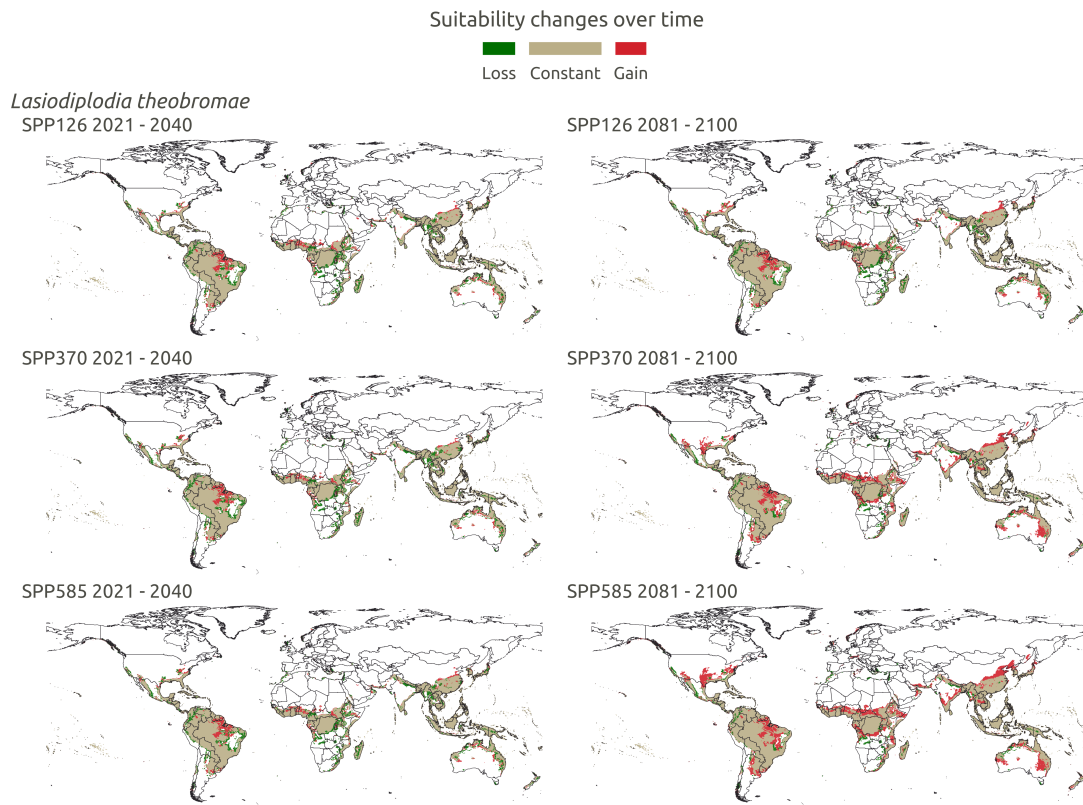 Suitability changes over time
Loss Constant Gain
Lasiodiplodia theobromae
SPP126 2021 - 2040
SPP126 2081 - 2100
SPP370 2021 - 2040
SPP370 2081 - 2100
SPP585 2021 - 2040
SPP585 2081 - 2100